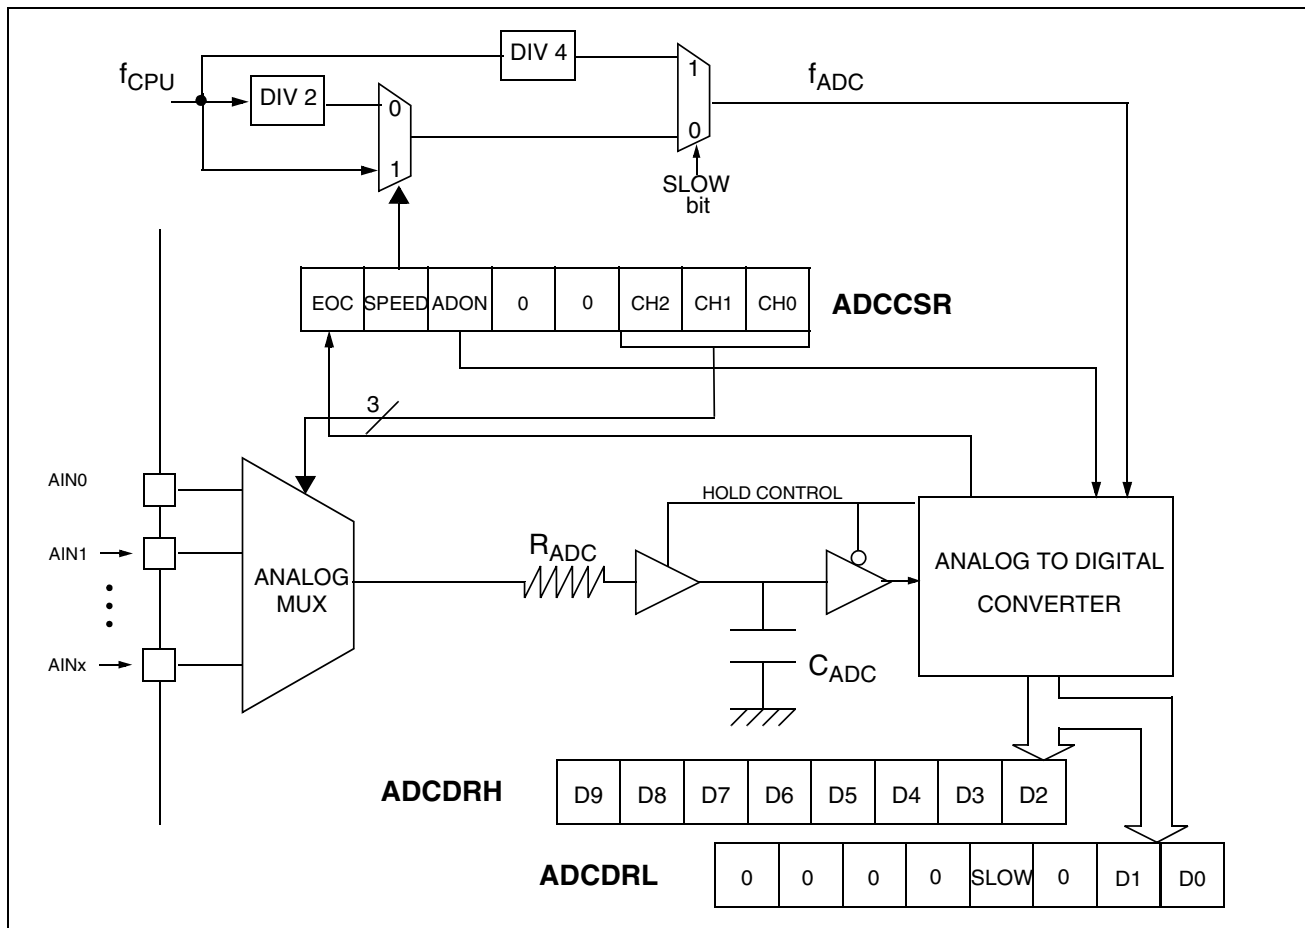 DIV 4
fCPU
DIV 2
0
1
1
0
fADC
SLOW
bit
EOC SPEED ADON 0 0 CH2 CH1 CH0 ADCCSR
3
AIN0
AIN1
AINx
ANALOG
MUX
RADC
HOLD CONTROL
CADC
ANALOG TO DIGITAL
CONVERTER
ADCDRH D9 D8 D7 D6 D5 D4 D3 D2
ADCDRL 0 0 0 0 SLOW 0 D1 D0